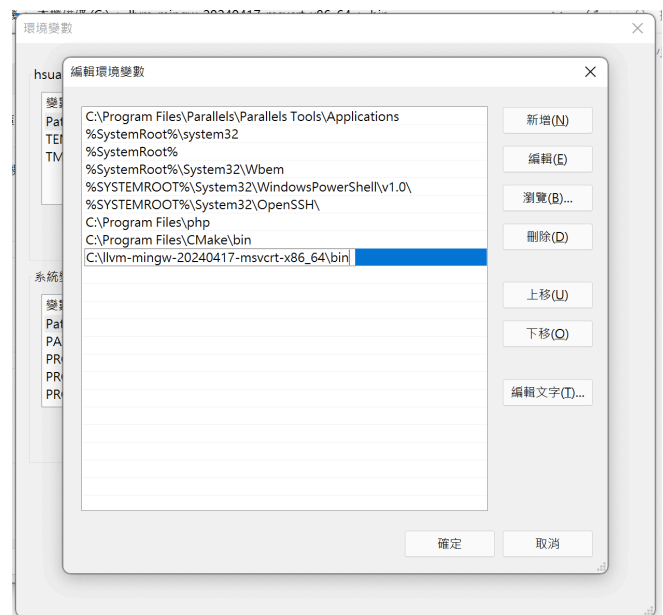 環境變數
hsua
編輯環境變數
變數
Pat
TEM
TM
C:\Program Files\Parallels\Parallels Tools\Applications
%SystemRoot%\system32
%SystemRoot%
%SystemRoot%\System32\Wbem
%SYSTEMROOT%\System32\WindowsPowerShell\v1.0\
%SYSTEMROOT%\System32\OpenSSH\
C:\Program Files\php
C:\Program Files\CMake\bin
C:\llvm-mingw-20240417-msvcrt-x86_64\bin
新增(N)
編輯(E)
瀏覽(B)...
刪除(D)
上移(U)
下移(O)
編輯文字(T)...
系統
Pat
PA
PR
PR
PR
確定
取消